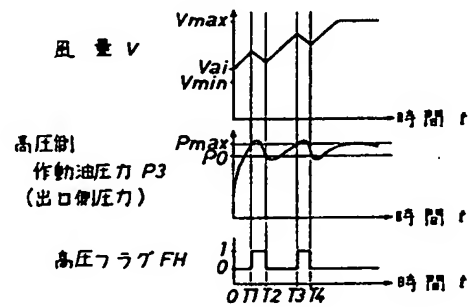 Vmax
風量 V
Vai
Vmin
時間 t
高圧側
作動油圧力 P3
(出口側圧力)
Pmax
P0
時間 t
高圧フラグ FH
1
0
0 T1 T2 T3 T4
時間 t